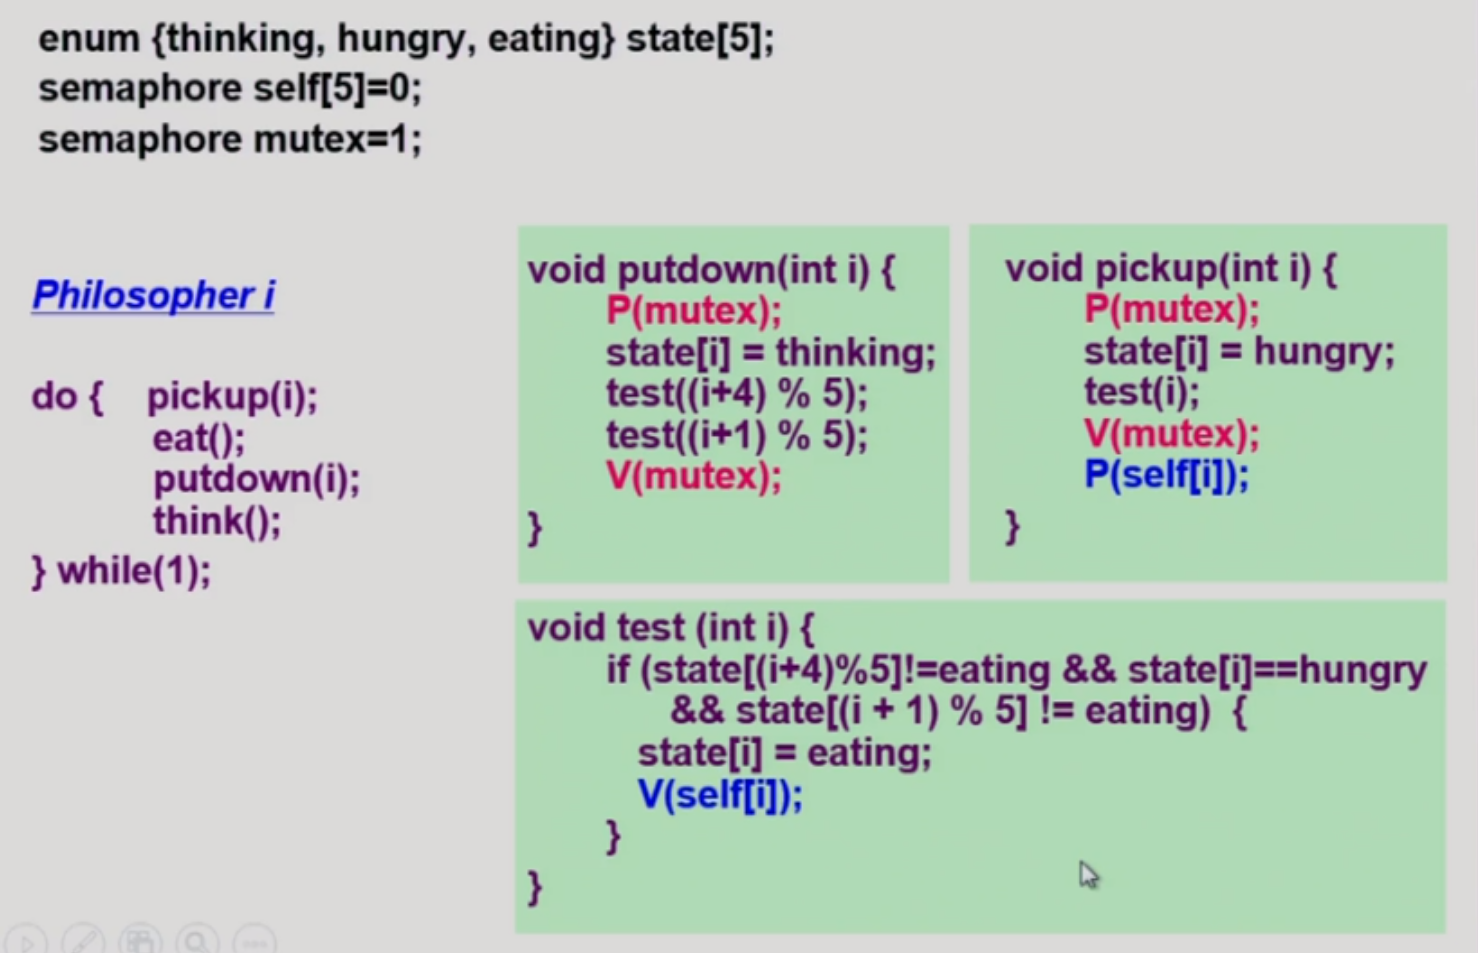 enum {thinking, hungry, eating} state[5];
semaphore self[5]=0;
semaphore mutex=1;
Philosopher i
do { pickup(i);
eat();
putdown(i);
think();
} while(1);
void putdown(int i) {
P(mutex);
state[i] = thinking;
test((i+4) % 5);
test((i+1) % 5);
V(mutex);
}
void pickup(int i) {
P(mutex);
state[i] = hungry;
test(i);
V(mutex);
P(self[i]);
}
void test (int i) {
if (state[(i+4)%5]!=eating && state[i]==hungry
&& state[(i + 1) % 5] != eating) {
state[i] = eating;
V(self[i]);
}
}